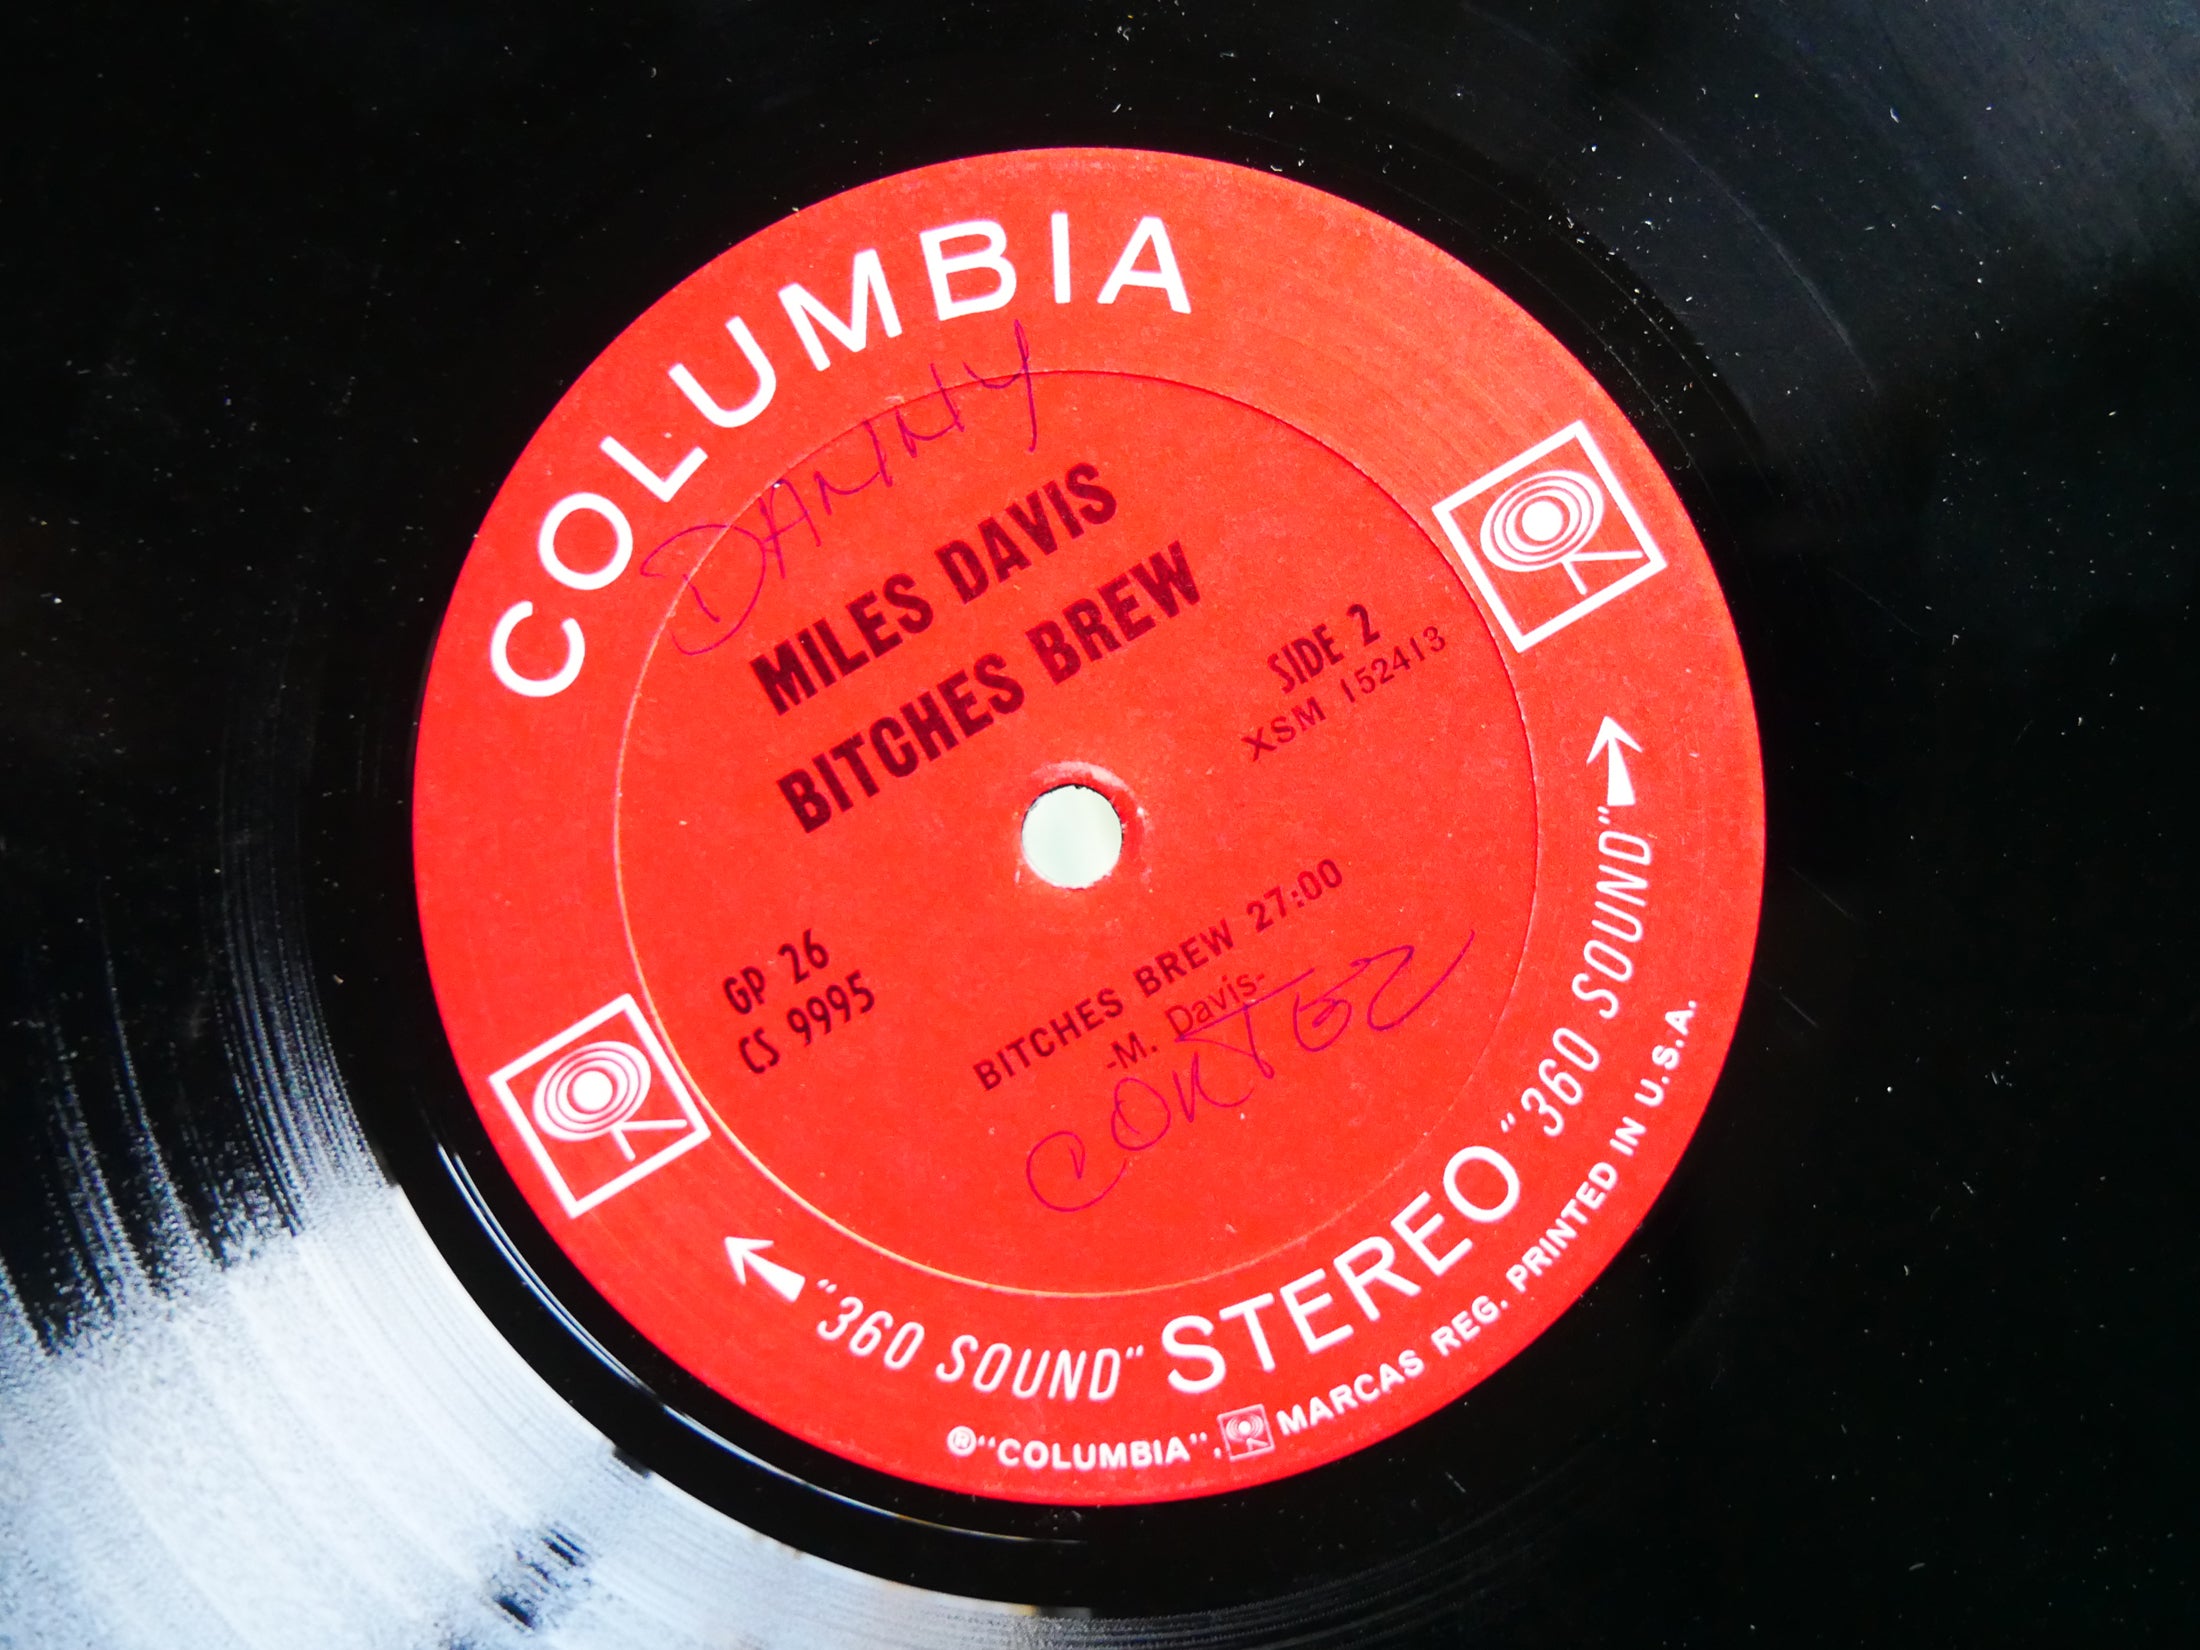 COLUMBIA
DANNY
MILES DAVIS
BITCHES BREW
SIDE 2
XSM 152413
GP 26
CS 9995
BITCHES BREW 27:00
-M. Davis-
CORTEZ
"360 SOUND" STEREO "360 SOUND"
®"COLUMBIA", MARCAS REG. PRINTED IN U.S.A.